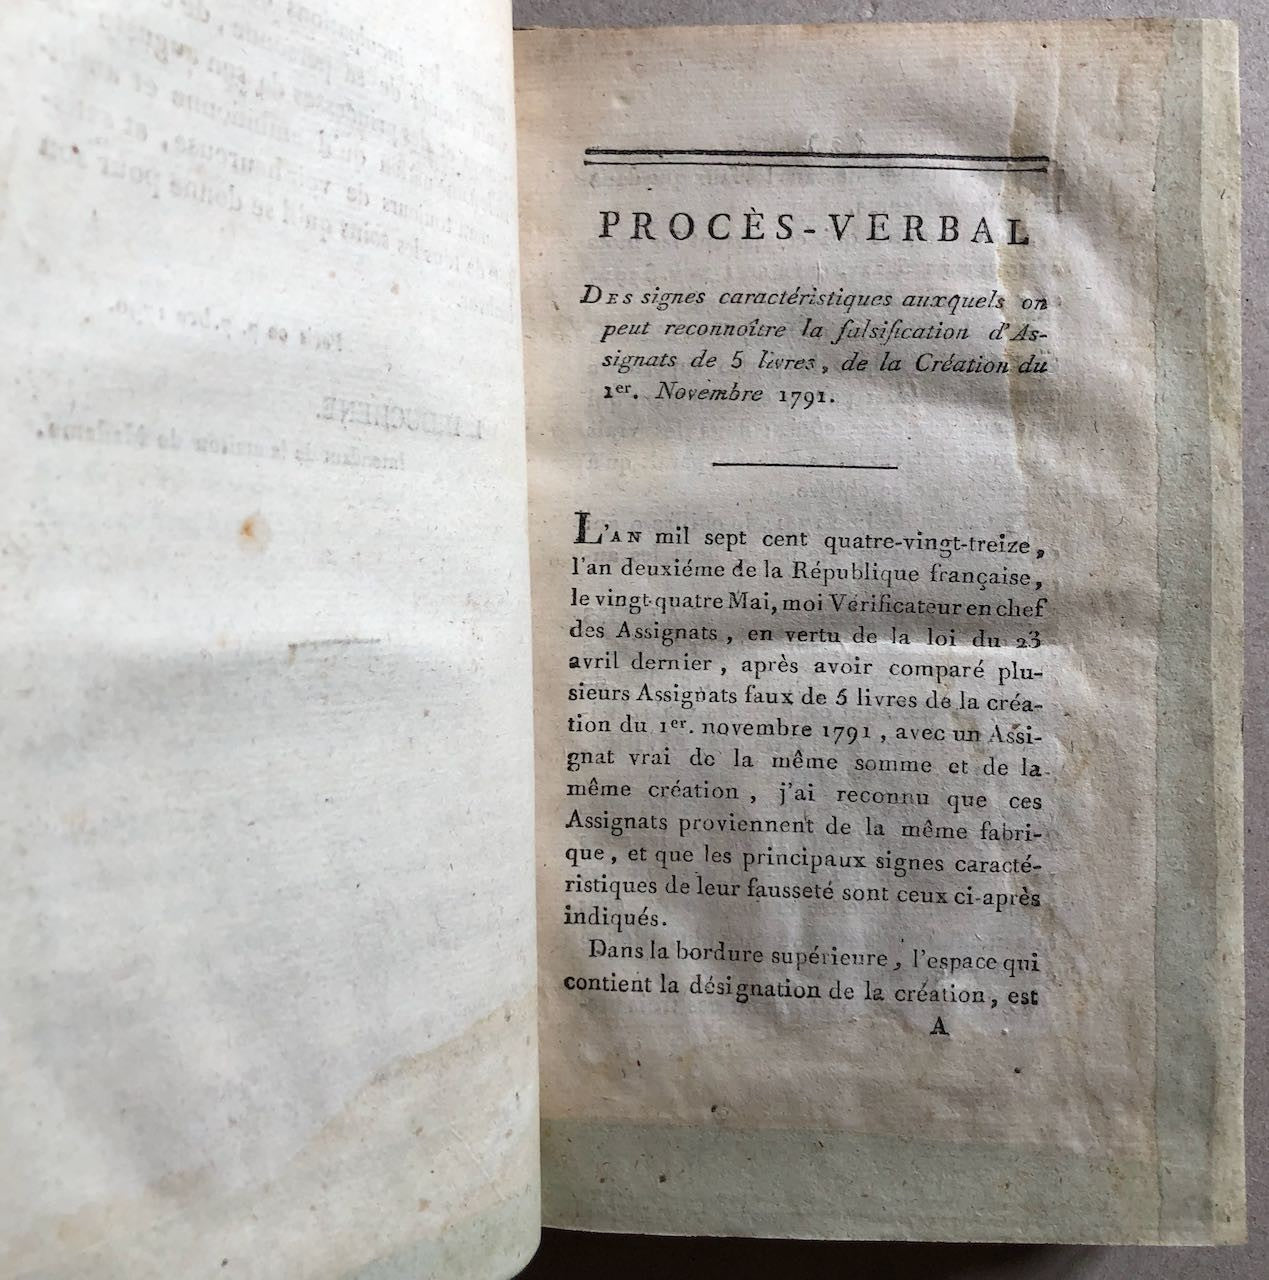 PROCÈS-VERBAL
DES signes caractéristiques auxquels on
peut reconnoître la falsification d'As-
signats de 5 livres, de la Création du
1er. Novembre 1791.
L'AN mil sept cent quatre-vingt-treize,
l'an deuxiéme de la République française,
le vingt-quatre Mai, moi Vérificateur en chef
des Assignats, en vertu de la loi du 23
avril dernier, après avoir comparé plu-
sieurs Assignats faux de 5 livres de la créa-
tion du 1er. novembre 1791, avec un Assi-
gnat vrai de la même somme et de la
même création, j'ai reconnu que ces
Assignats proviennent de la même fabri-
que, et que les principaux signes caracté-
ristiques de leur fausseté sont ceux ci-après
indiqués.
Dans la bordure supérieure, l'espace qui
contient la désignation de la création, est
A